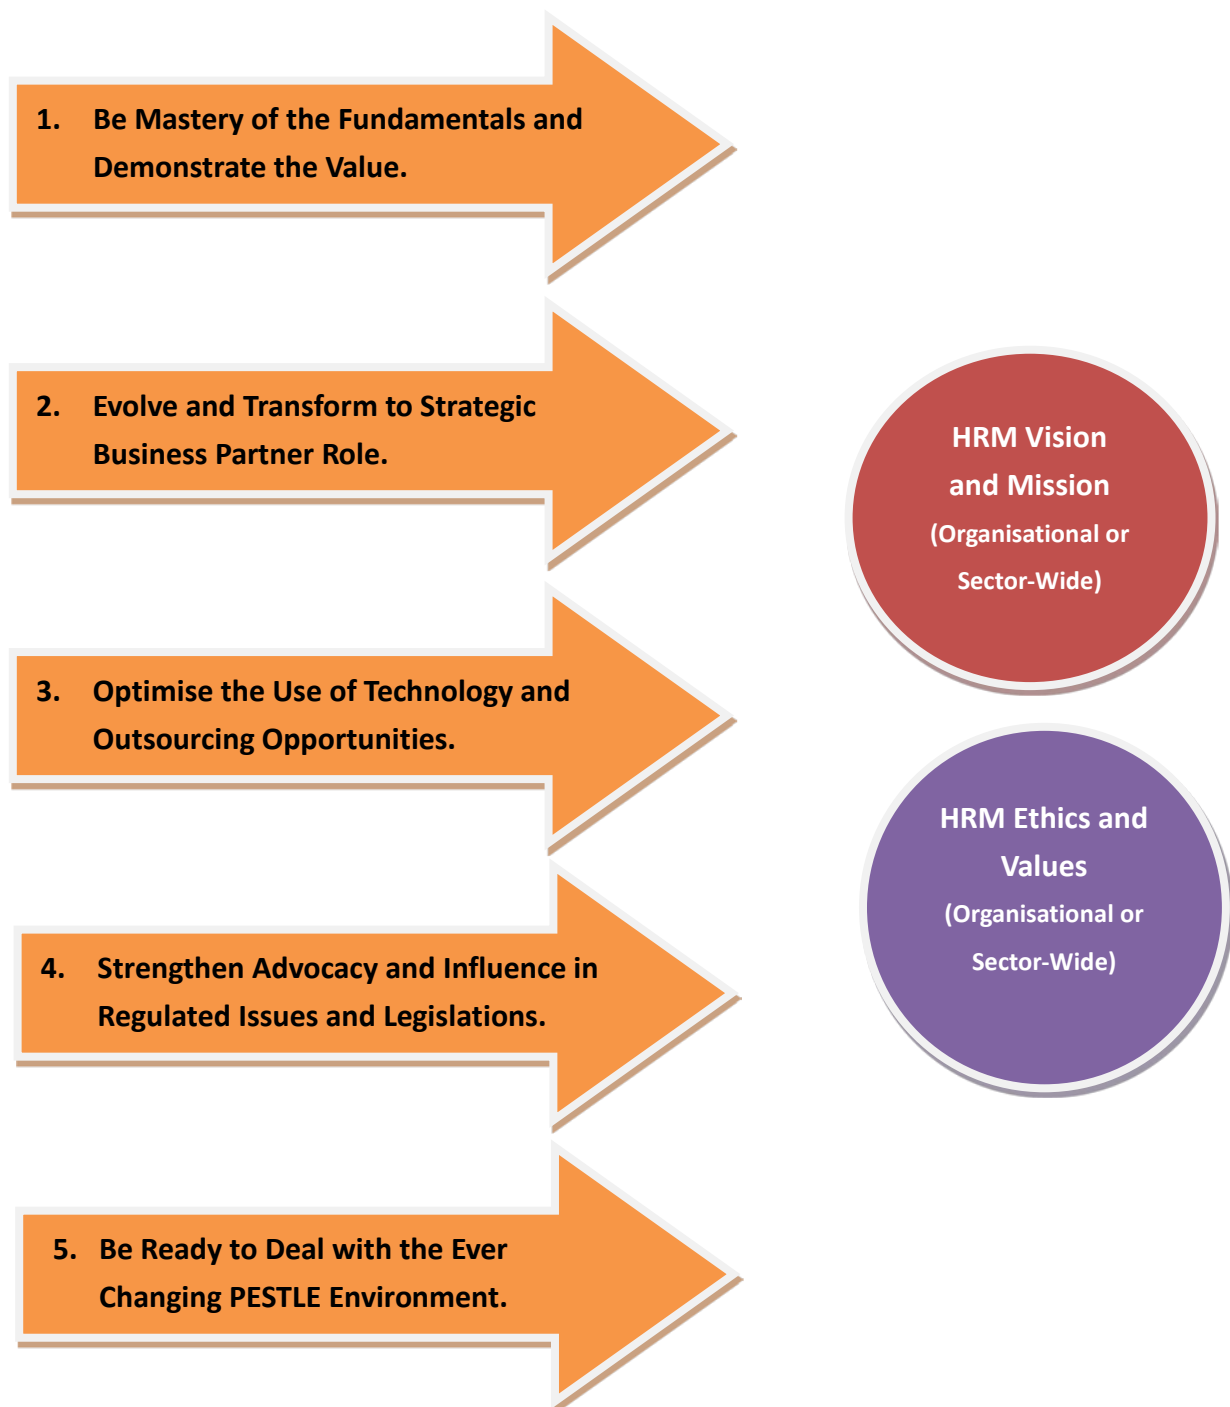 1. Be Mastery of the Fundamentals and
Demonstrate the Value.
2. Evolve and Transform to Strategic
Business Partner Role.
HRM Vision
and Mission
(Organisational or
Sector-Wide)
3. Optimise the Use of Technology and
Outsourcing Opportunities.
HRM Ethics and
Values
(Organisational or
Sector-Wide)
4. Strengthen Advocacy and Influence in
Regulated Issues and Legislations.
5. Be Ready to Deal with the Ever
Changing PESTLE Environment.